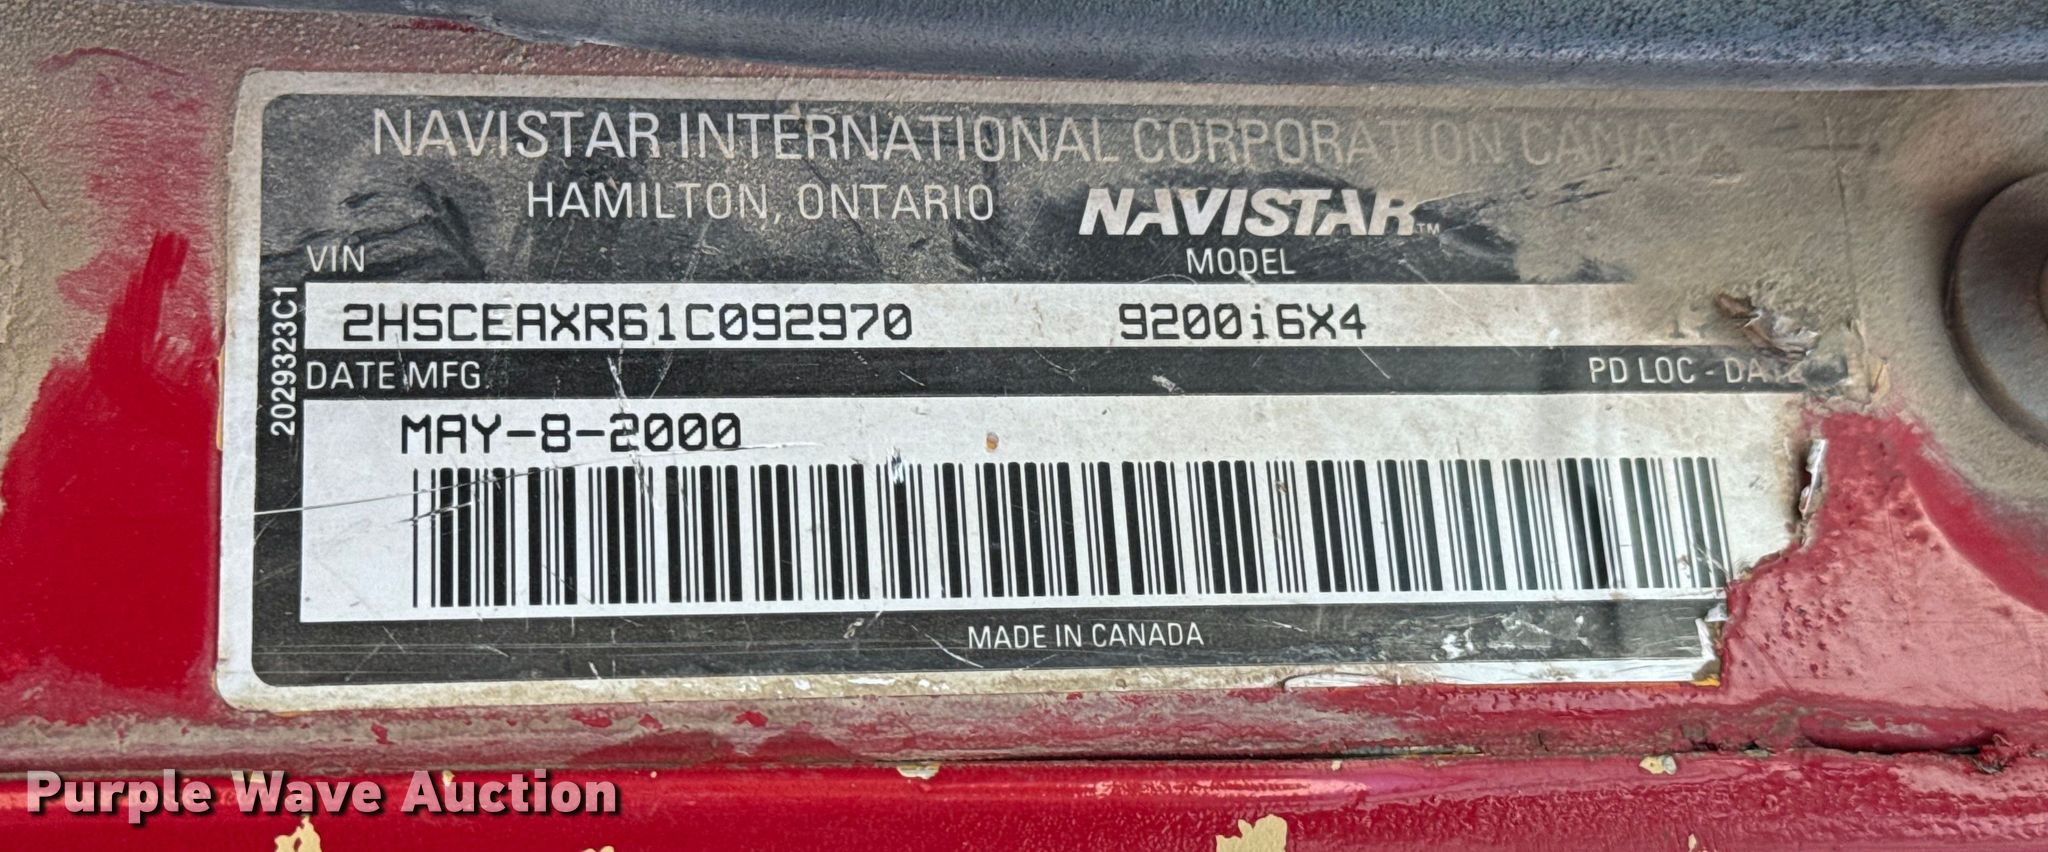 NAVISTAR INTERNATIONAL CORPORATION CANADA
HAMILTON, ONTARIO
NAVISTAR™
VIN
MODEL
2HSCEAXR61C092970
9200i6X4
2029323C1
DATE MFG.
PD LOC - DATE
MAY-8-2000
MADE IN CANADA
Purple Wave Auction